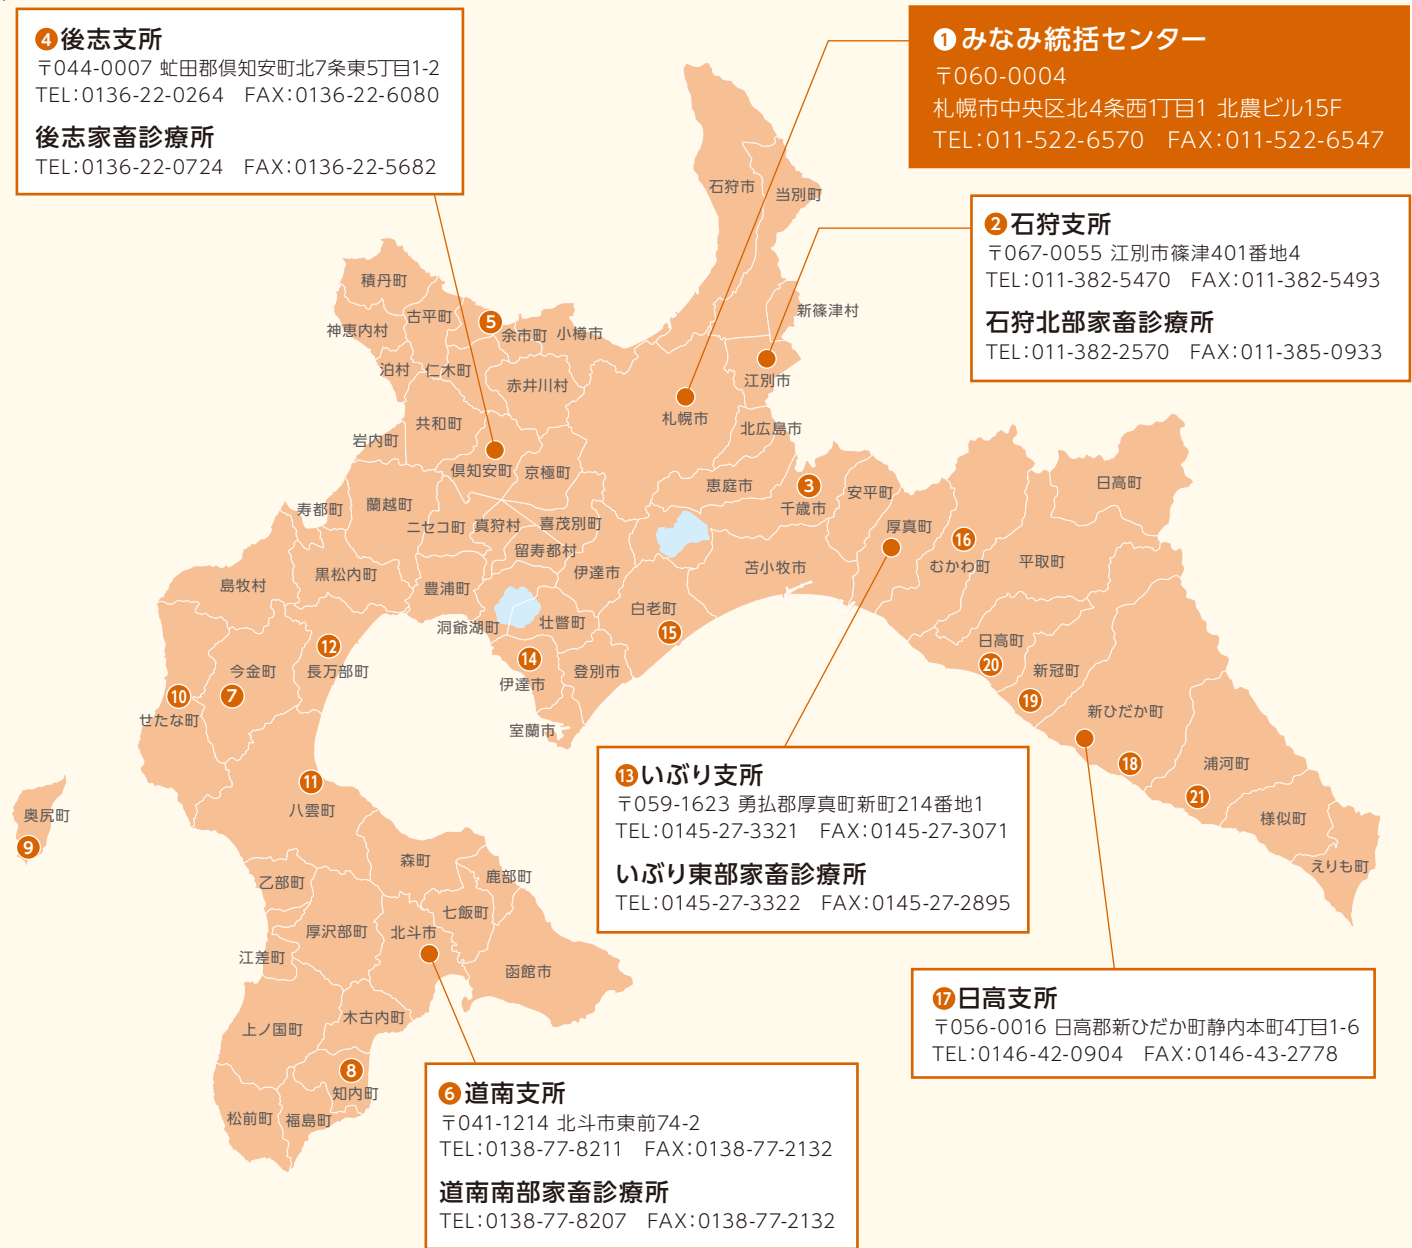 ④後志支所
〒044-0007 虻田郡倶知安町北7条東5丁目1-2
TEL:0136-22-0264 FAX:0136-22-6080
後志家畜診療所
TEL:0136-22-0724 FAX:0136-22-5682
①みなみ統括センター
〒060-0004
札幌市中央区北4条西1丁目1 北農ビル15F
TEL:011-522-6570 FAX:011-522-6547
②石狩支所
〒067-0055 江別市篠津401番地4
TEL:011-382-5470 FAX:011-382-5493
石狩北部家畜診療所
TEL:011-382-2570 FAX:011-385-0933
石狩市
当別町
新篠津村
積丹町
古平町
神恵内村
⑤
余市町
小樽市
泊村
仁木町
赤井川村
江別市
札幌市
北広島市
共和町
岩内町
倶知安町
京極町
恵庭市
③
千歳市
安平町
日高町
寿都町
蘭越町
ニセコ町
真狩村
喜茂別町
留寿都村
厚真町
⑯
むかわ町
平取町
苫小牧市
伊達市
島牧村
黒松内町
豊浦町
白老町
⑮
洞爺湖町
壮瞥町
⑫
長万部町
今金町
⑦
⑩
せたな町
⑭
伊達市
登別市
室蘭市
日高町
⑳
新冠町
⑲
新ひだか町
⑱
浦河町
㉑
様似町
えりも町
⑪
八雲町
奥尻町
⑨
森町
鹿部町
乙部町
七飯町
厚沢部町
北斗市
江差町
函館市
上ノ国町
木古内町
⑧
知内町
松前町
福島町
⑬いぶり支所
〒059-1623 勇払郡厚真町新町214番地1
TEL:0145-27-3321 FAX:0145-27-3071
いぶり東部家畜診療所
TEL:0145-27-3322 FAX:0145-27-2895
⑰日高支所
〒056-0016 日高郡新ひだか町静内本町4丁目1-6
TEL:0146-42-0904 FAX:0146-43-2778
⑥道南支所
〒041-1214 北斗市東前74-2
TEL:0138-77-8211 FAX:0138-77-2132
道南南部家畜診療所
TEL:0138-77-8207 FAX:0138-77-2132